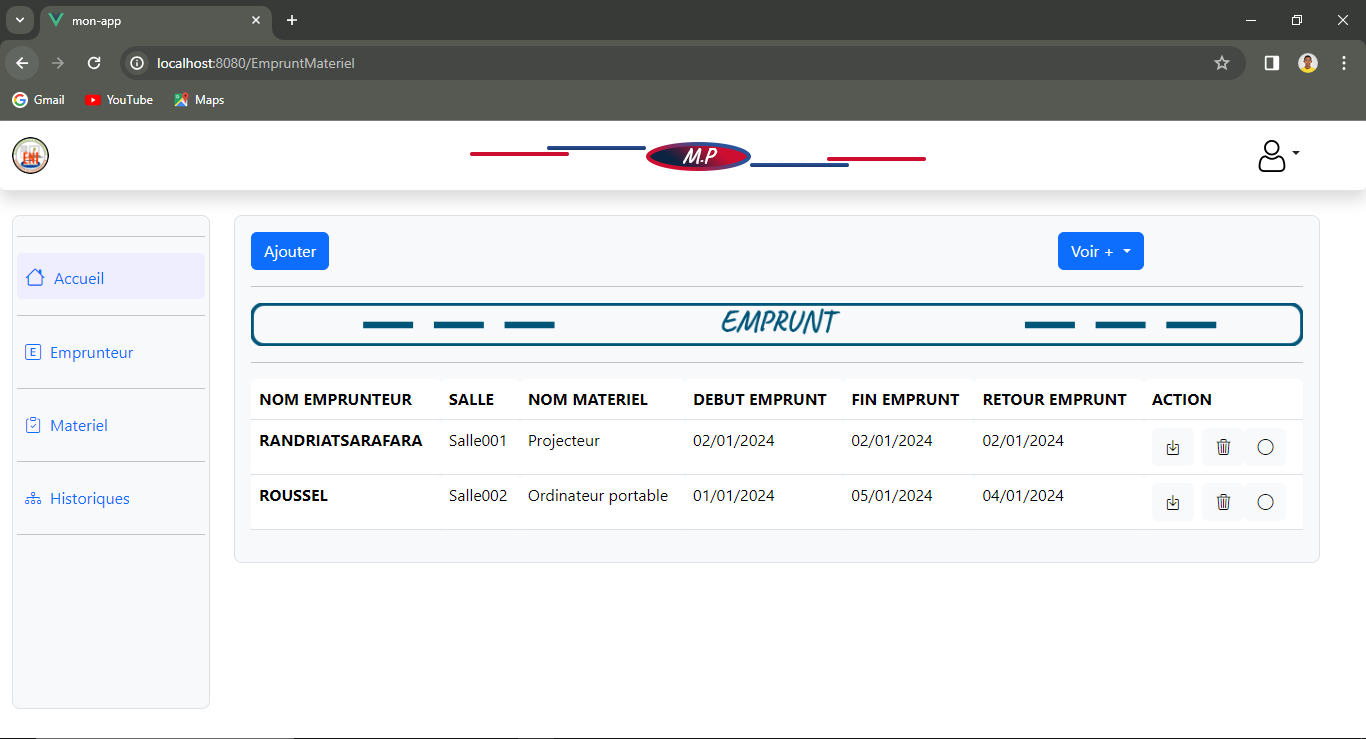 mon-app
localhost:8080/EmpruntMateriel
Gmail YouTube Maps
ENI
M.P
Accueil
Emprunteur
Materiel
Historiques
Ajouter Voir +
EMPRUNT
NOM EMPRUNTEUR SALLE NOM MATERIEL DEBUT EMPRUNT FIN EMPRUNT RETOUR EMPRUNT ACTION
RANDRIATSARAFARA Salle001 Projecteur 02/01/2024 02/01/2024 02/01/2024
ROUSSEL Salle002 Ordinateur portable 01/01/2024 05/01/2024 04/01/2024